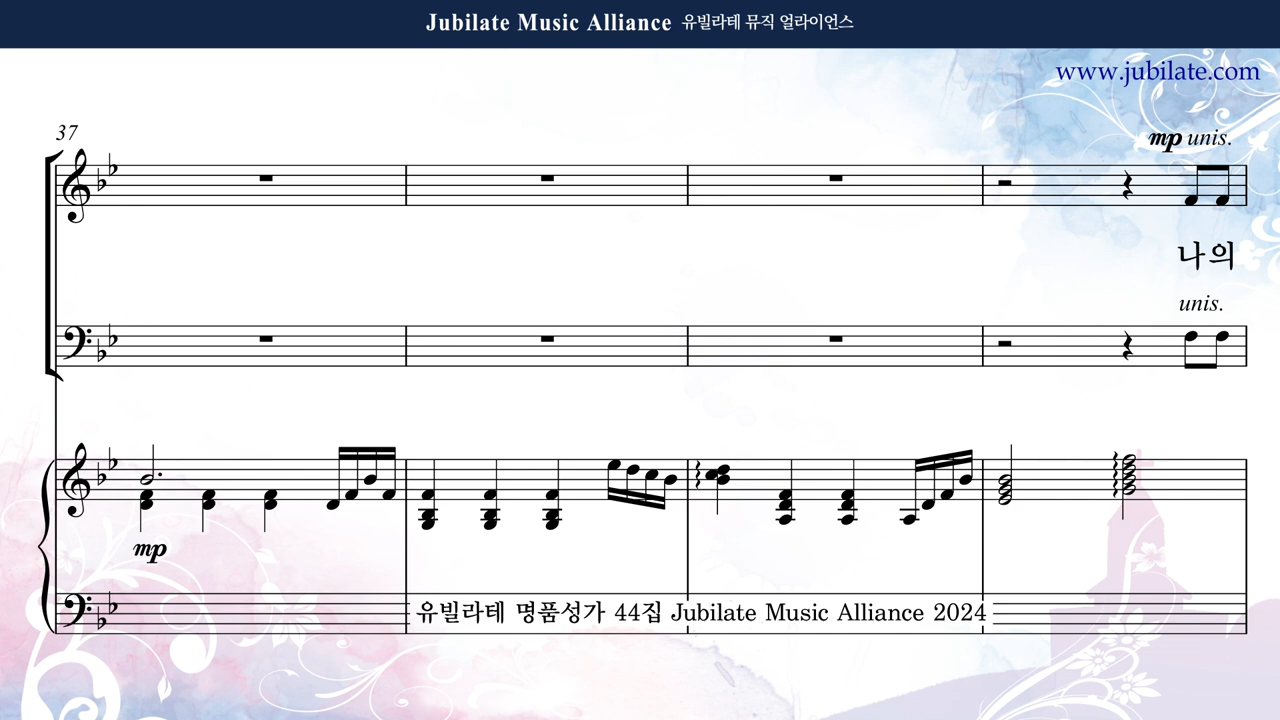 Jubilate Music Alliance 유빌라테 뮤직 얼라이언스
www.jubilate.com
37
mp unis.
나의
unis.
mp
유빌라테 명품성가 44집 Jubilate Music Alliance 2024